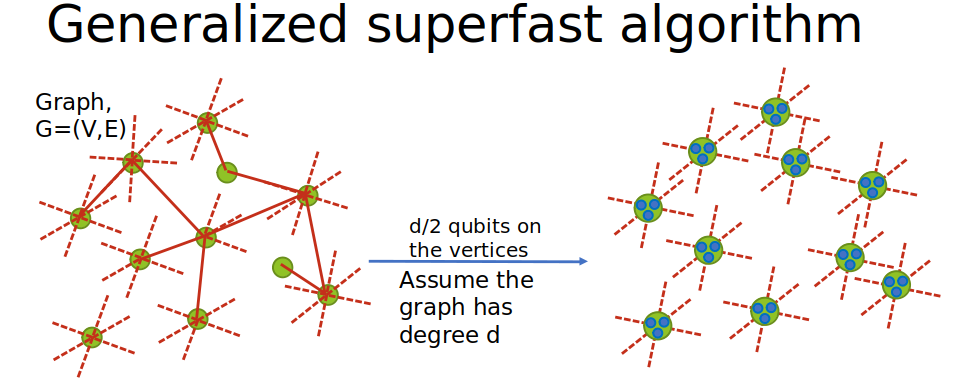 Generalized superfast algorithm
Graph,
G=(V,E)
d/2 qubits on
the vertices
Assume the
graph has
degree d